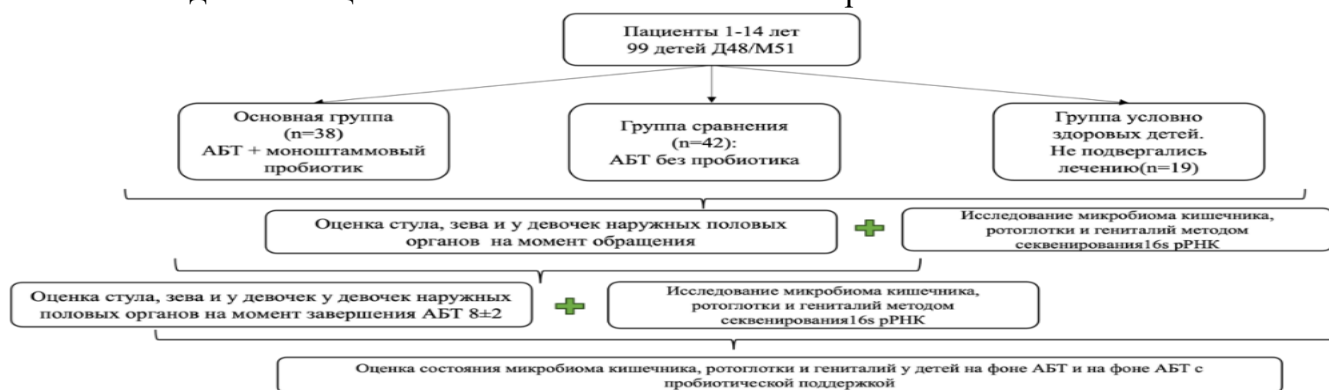 Пациенты 1-14 лет
99 детей Д48/М51
Основная группа
(n=38)
АБТ + моноштаммовый
пробиотик
Группа сравнения
(n=42):
АБТ без пробиотика
Группа условно
здоровых детей.
Не подвергались
лечению(n=19)
Оценка стула, зева и у девочек наружных половых
органов на момент обращения
Исследование микробиома кишечника,
ротоглотки и гениталий методом
секвенирования16s рРНК
Оценка стула, зева и у девочек у девочек наружных
половых органов на момент завершения АБТ 8±2
Исследование микробиома кишечника,
ротоглотки и гениталий методом
секвенирования16s рРНК
Оценка состояния микробиома кишечника, ротоглотки и гениталий у детей на фоне АБТ и на фоне АБТ с
пробиотической поддержкой